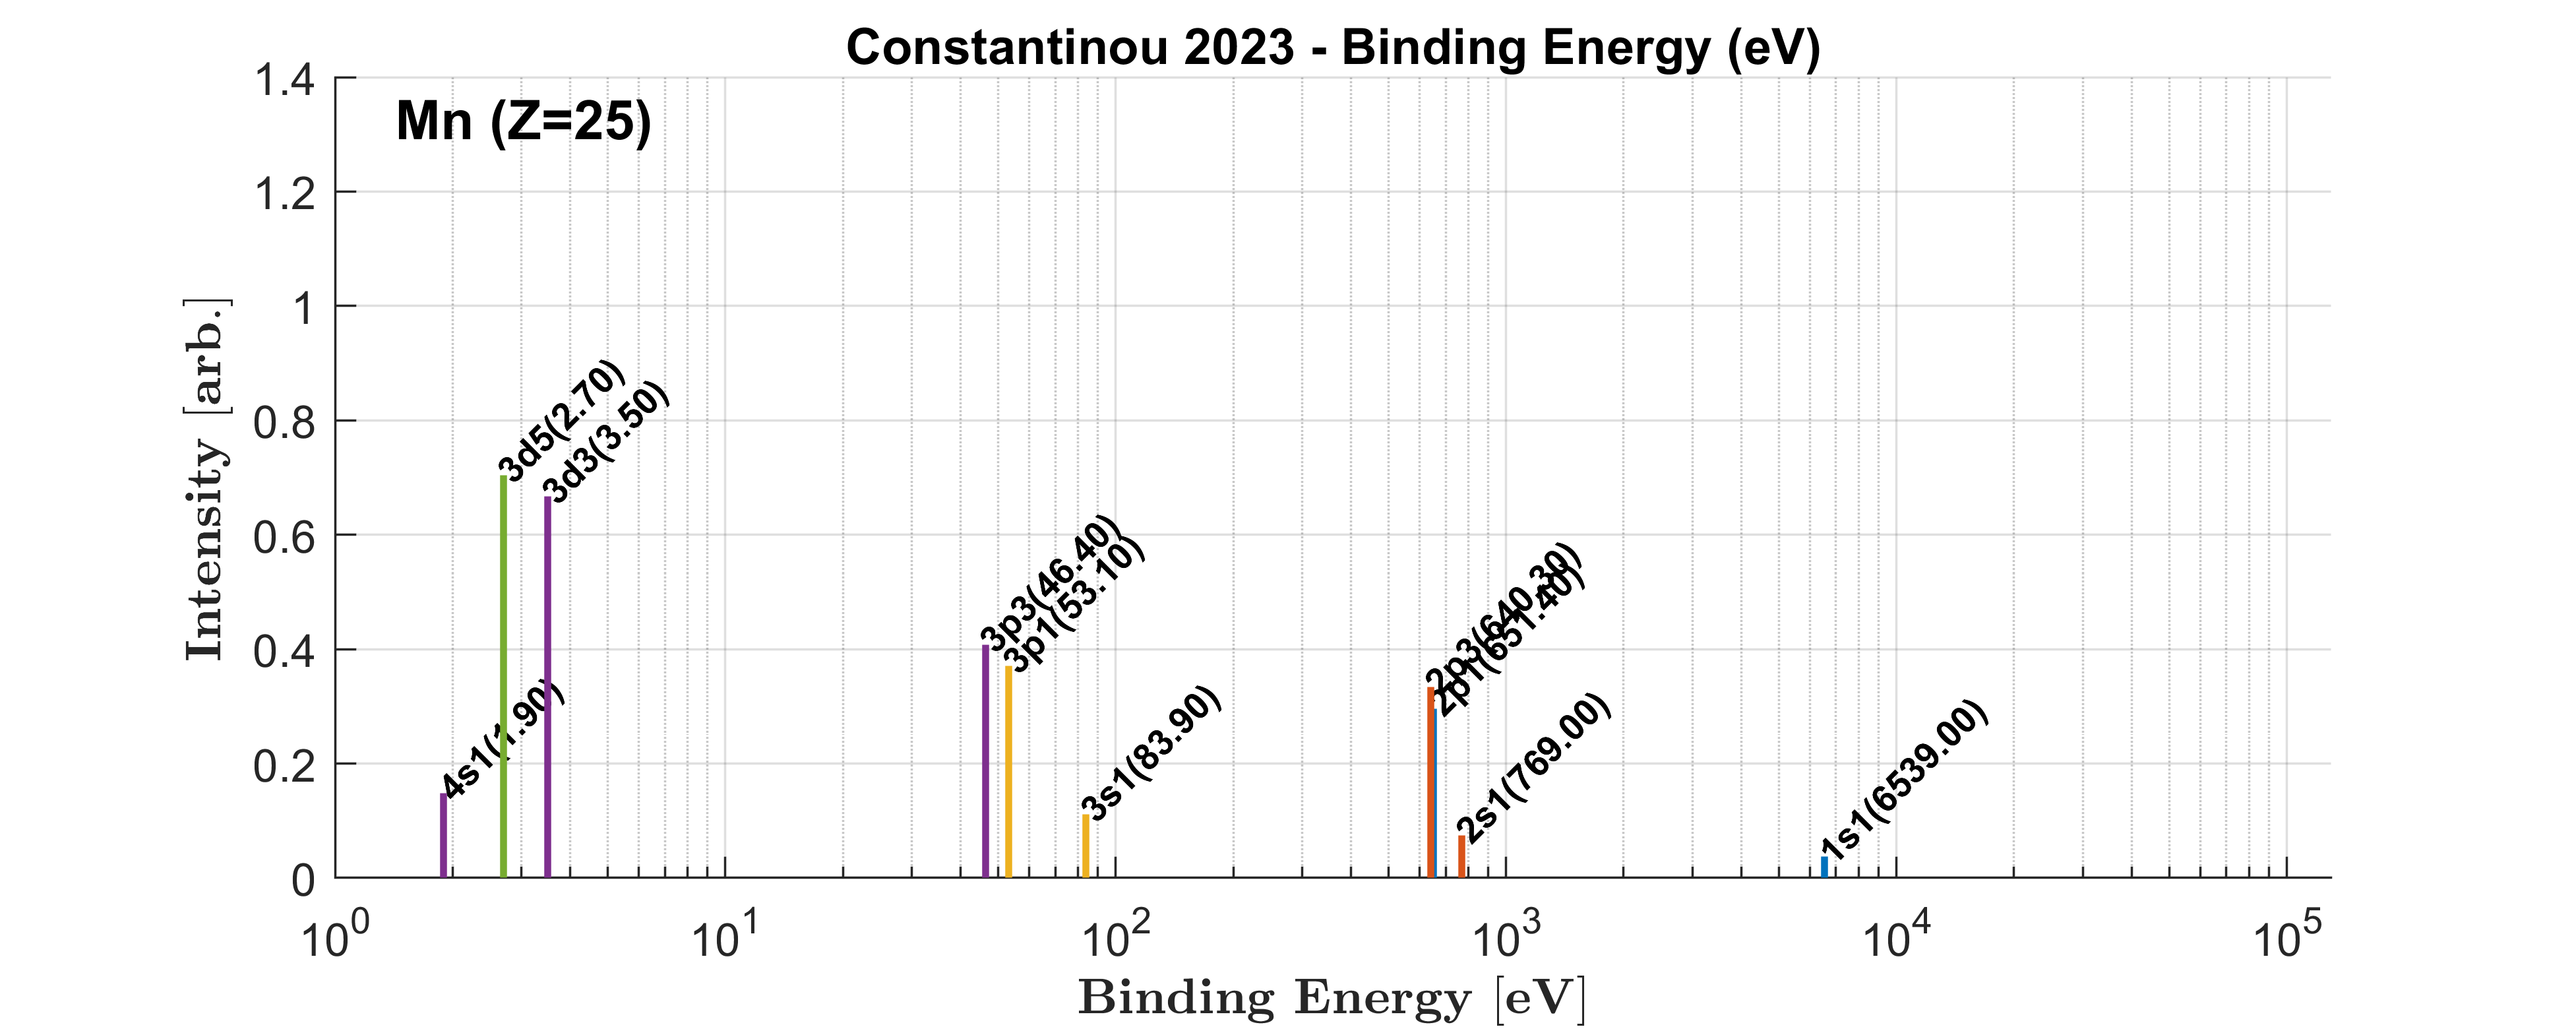 Constantinou 2023 - Binding Energy (eV)
Mn (Z=25)
1.4
1.2
1
0.8
0.6
0.4
0.2
0
Intensity [arb.]
4s1(1.90)
3d5(2.70)
3d3(3.50)
3p3(46.40)
3p1(53.10)
3s1(83.90)
2p3(640.30)
2p1(651.40)
2s1(769.00)
1s1(6539.00)
10^0 10^1 10^2 10^3 10^4 10^5
Binding Energy [eV]